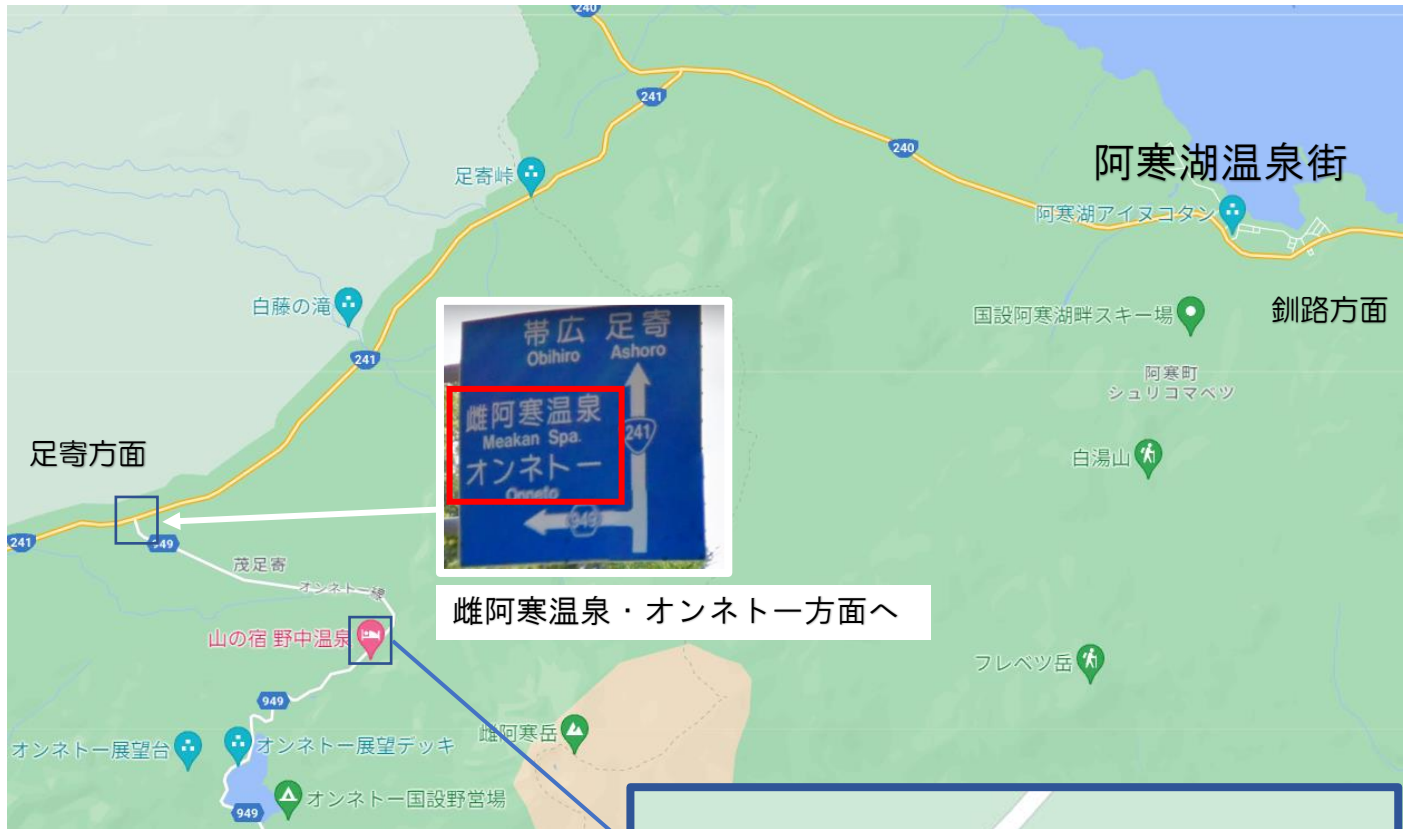 240
241
240
阿寒湖温泉街
足寄峠
阿寒湖アイヌコタン
白藤の滝
国設阿寒湖畔スキー場
釧路方面
241
阿寒町
シュリコマベツ
帯広 足寄
Obihiro Ashoro
雌阿寒温泉
Meakan Spa.
241
オンネトー
Onneto
949
足寄方面
白湯山
241
949
茂足寄
オンネトー線
雌阿寒温泉・オンネトー方面へ
山の宿 野中温泉
フレベツ岳
949
雌阿寒岳
オンネトー展望台
オンネトー展望デッキ
オンネトー国設野営場
949